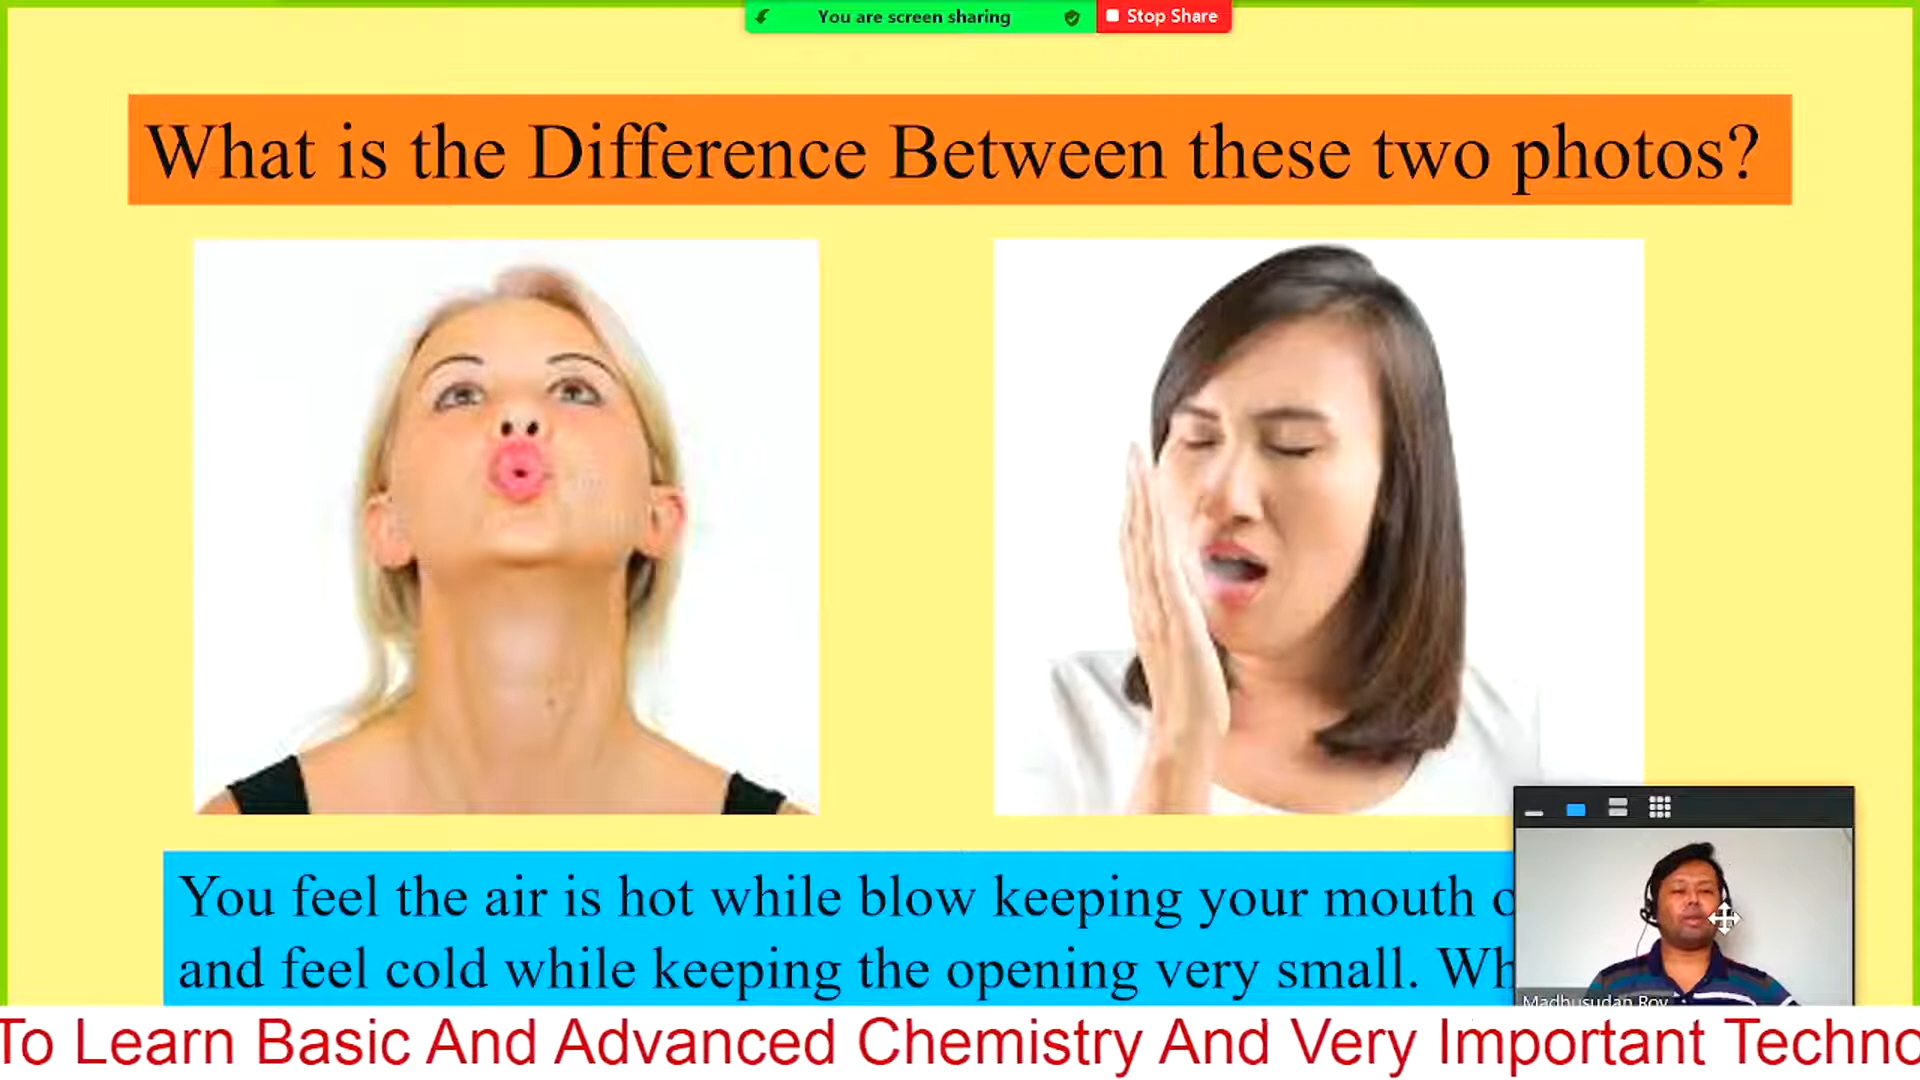 You are screen sharing
Stop Share
What is the Difference Between these two photos?
You feel the air is hot while blow keeping your mouth o
and feel cold while keeping the opening very small. Wh
Madhusudan Roy
To Learn Basic And Advanced Chemistry And Very Important Techno